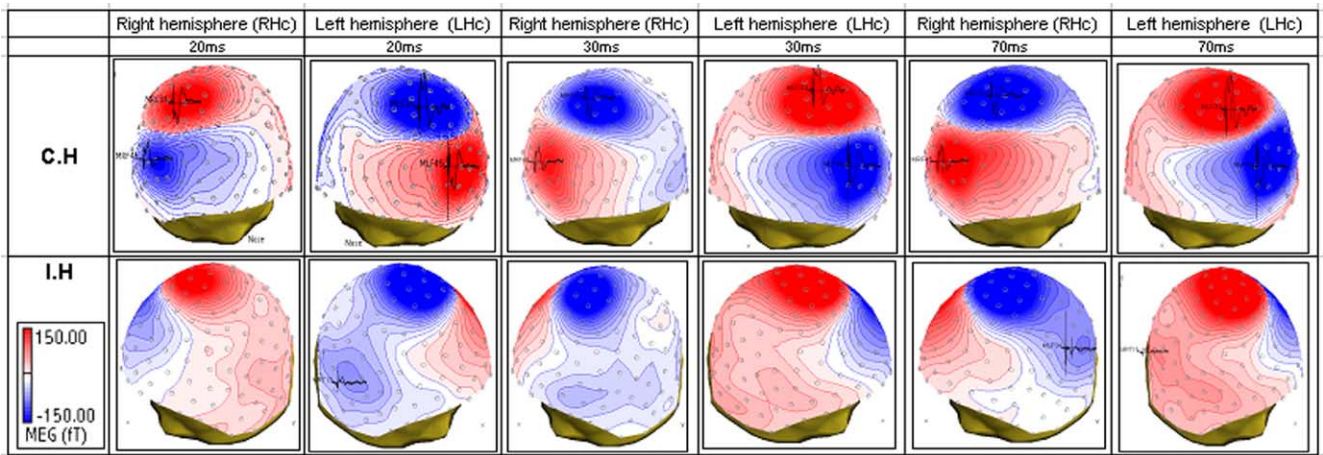 Right hemisphere (RHc) Left hemisphere (LHc) Right hemisphere (RHc) Left hemisphere (LHc) Right hemisphere (RHc) Left hemisphere (LHc)
20ms 20ms 30ms 30ms 70ms 70ms
C.H
Nose Nose
I.H
150.00
-150.00
MEG (fT)